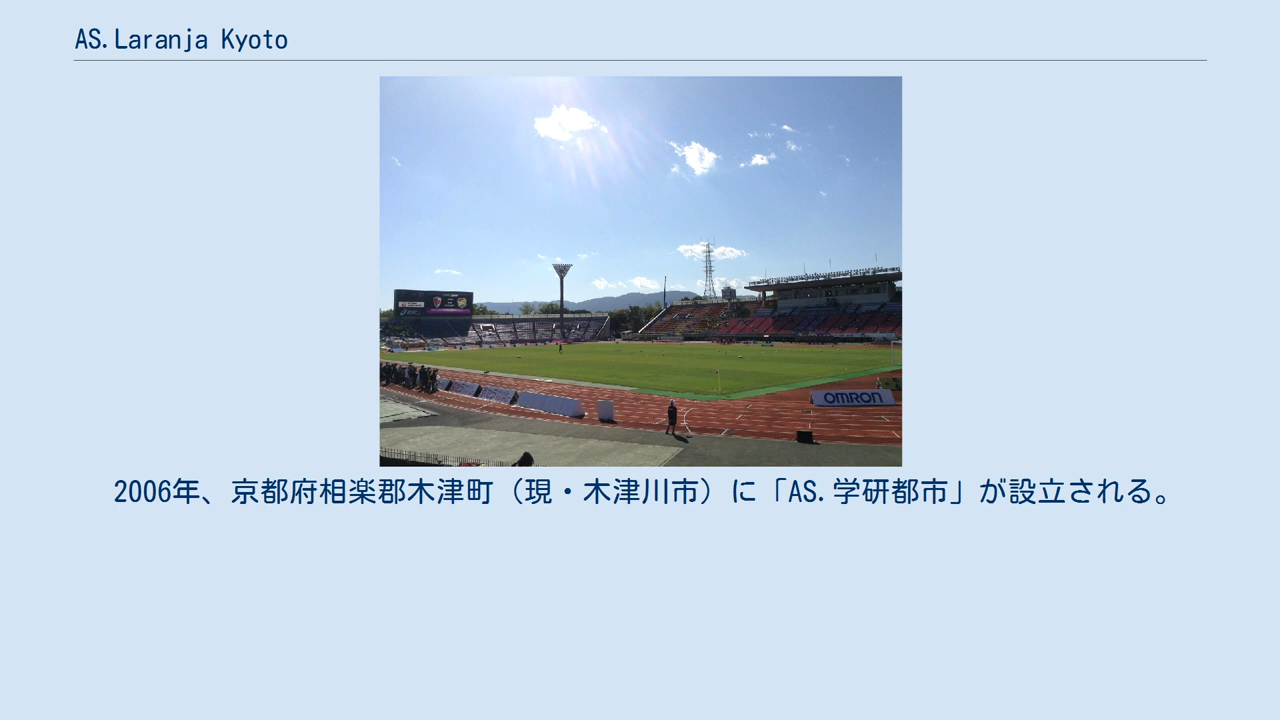 AS.Laranja Kyoto
OMRON
2006年、京都府相楽郡木津町（現・木津川市）に「AS.学研都市」が設立される。